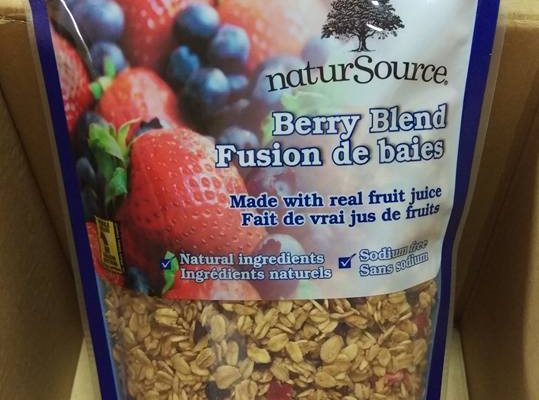 naturSource®
Berry Blend
Fusion de baies
Made with real fruit juice
Fait de vrai jus de fruits
Natural ingredients
Ingrédients naturels
Sodium free
Sans sodium